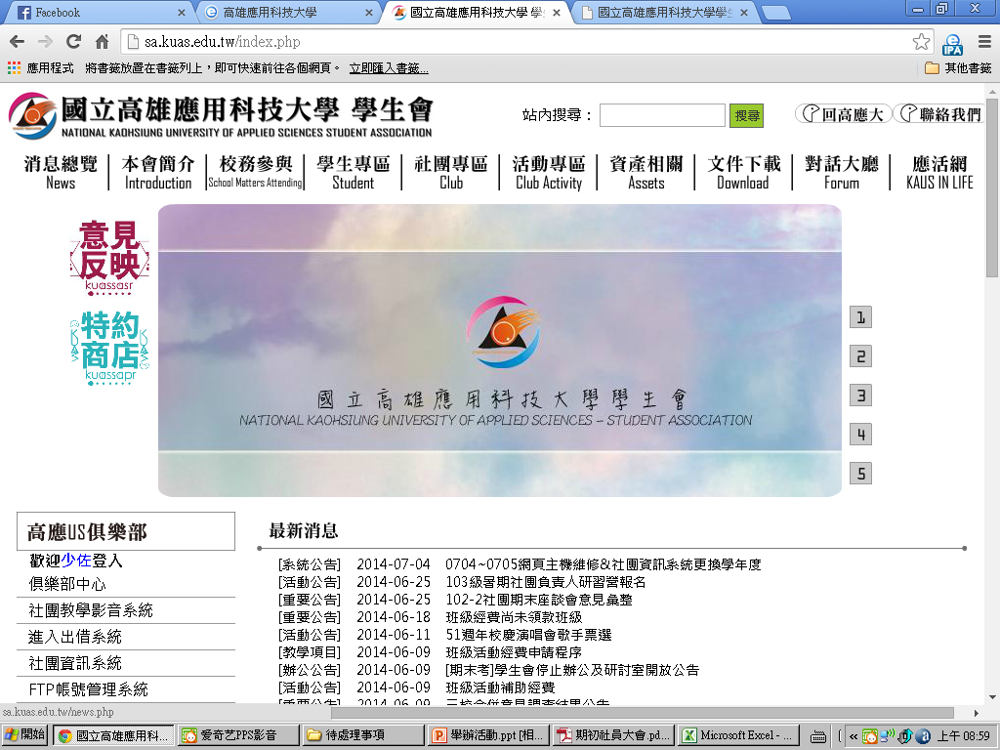 Facebook
高雄應用科技大學
國立高雄應用科技大學 學
國立高雄應用科技大學學
sa.kuas.edu.tw/index.php
IPA
應用程式 將書籤放置在書籤列上，即可快速前往各個網頁。 立即匯入書籤... 其他書籤
國立高雄應用科技大學 學生會
NATIONAL KAOHSIUNG UNIVERSITY OF APPLIED SCIENCES STUDENT ASSOCIATION
站內搜尋： 搜尋 回高應大 聯絡我們
消息總覽 本會簡介 校務參與 學生專區 社團專區 活動專區 資產相關 文件下載 對話大廳 應活網
News Introduction School Matters Attending Student Club Club Activity Assets Download Forum KAUS IN LIFE
意見
反映
kuassasr
特約
商店
kuassapr
國立高雄應用科技大學學生會
NATIONAL KAOHSIUNG UNIVERSITY OF APPLIED SCIENCES – STUDENT ASSOCIATION
1
2
3
4
5
高應US俱樂部
歡迎少佐登入
俱樂部中心
社團教學影音系統
進入出借系統
社團資訊系統
FTP帳號管理系統
最新消息
[系統公告] 2014-07-04 0704~0705網頁主機維修&社團資訊系統更換學年度
[活動公告] 2014-06-25 103級暑期社團負責人研習營報名
[重要公告] 2014-06-25 102-2社團期末座談會意見彙整
[重要公告] 2014-06-18 班級經費尚未領款班級
[活動公告] 2014-06-11 51週年校慶演唱會歌手票選
[教學項目] 2014-06-09 班級活動經費申請程序
[辦公公告] 2014-06-09 [期末考]學生會停止辦公及研討室開放公告
[活動公告] 2014-06-09 班級活動補助經費
[重要公告] 2014-06-09 三校合併意見調查結果公告
sa.kuas.edu.tw/news.php
開始 國立高雄應用科... 爱奇艺PPS影音 待處理事項 舉辦活動.ppt [相... 期初社員大會.pd... Microsoft Excel - ... 上午 08:59